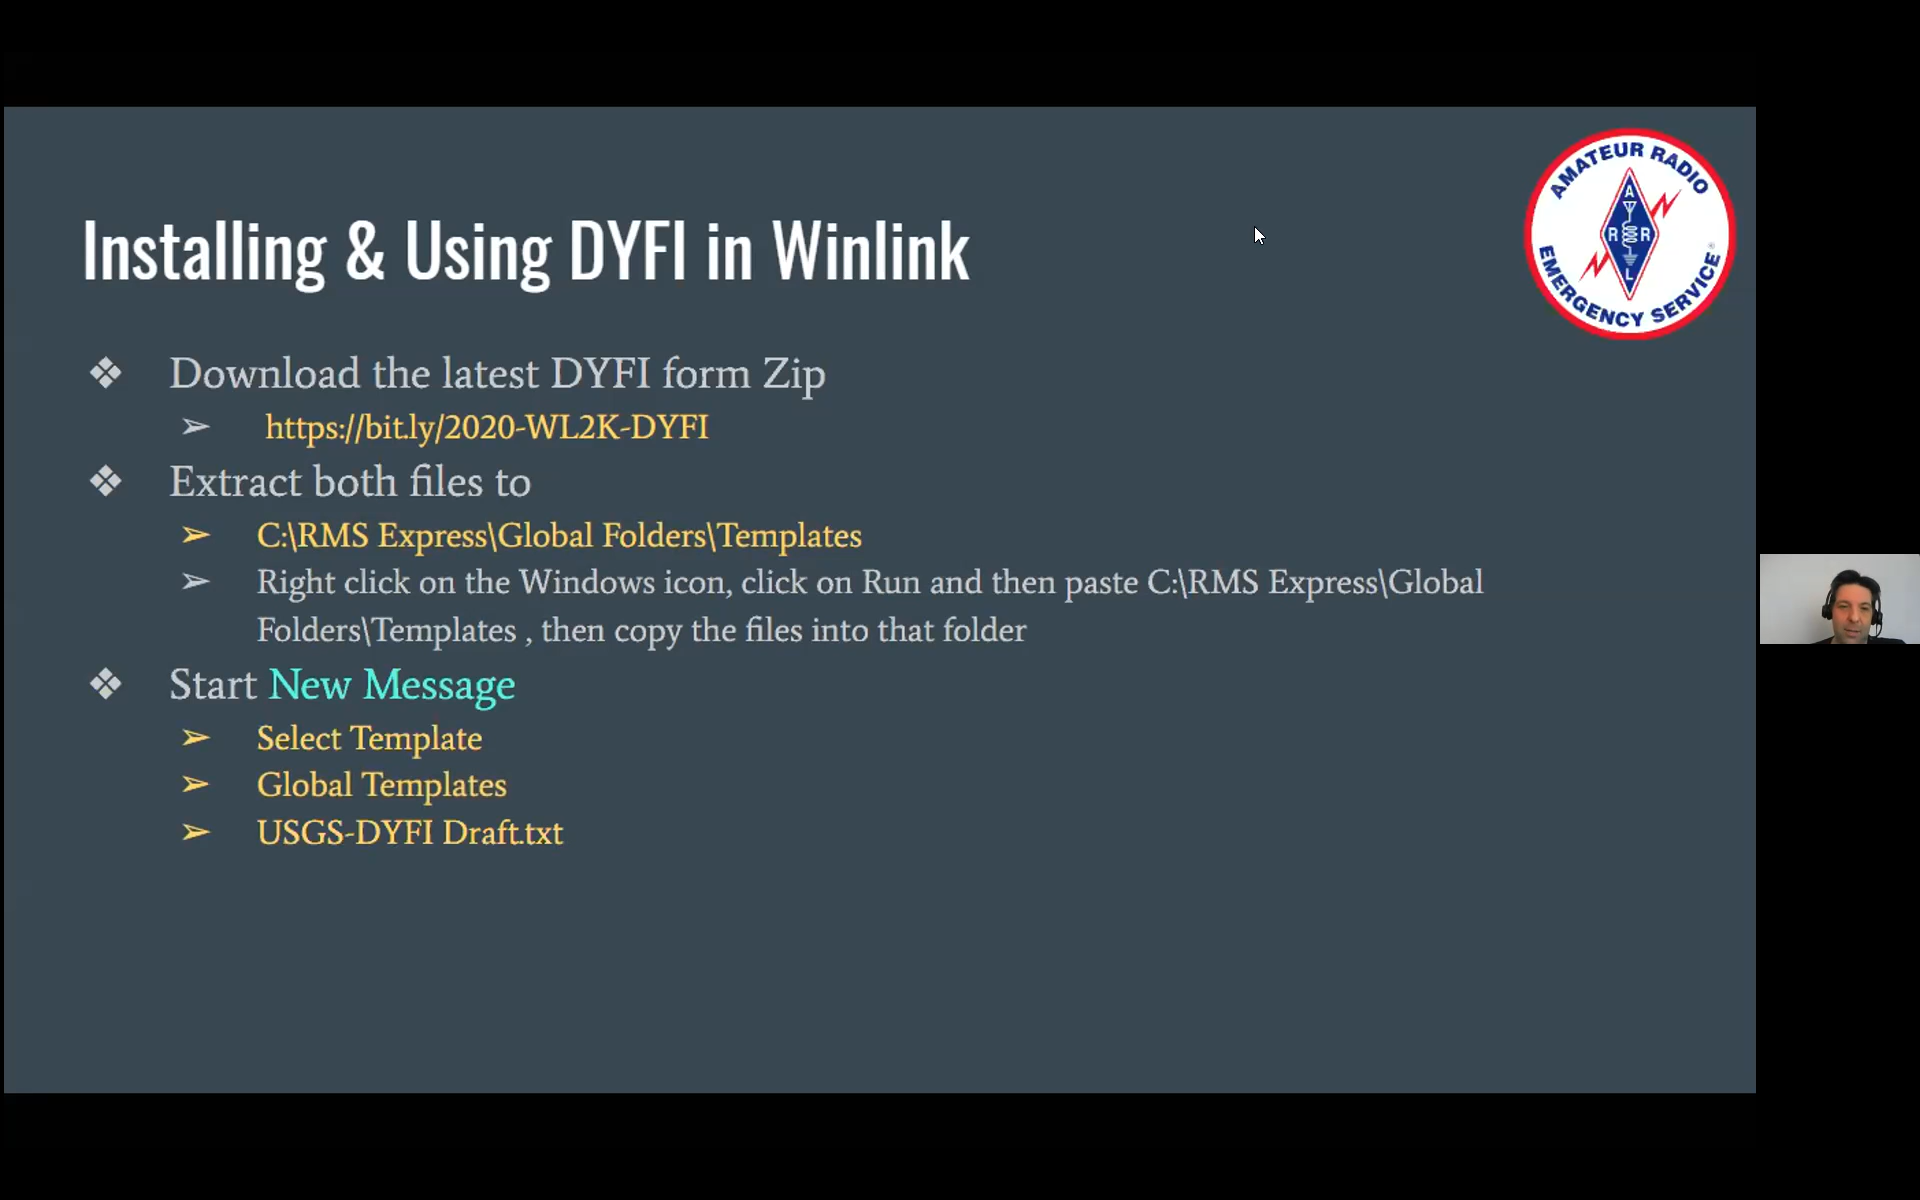 AMATEUR RADIO
A
R R
L
EMERGENCY SERVICE®
Installing & Using DYFI in Winlink
❖ Download the latest DYFI form Zip
➢ https://bit.ly/2020-WL2K-DYFI
❖ Extract both files to
➢ C:\RMS Express\Global Folders\Templates
➢ Right click on the Windows icon, click on Run and then paste C:\RMS Express\Global
Folders\Templates , then copy the files into that folder
❖ Start New Message
➢ Select Template
➢ Global Templates
➢ USGS-DYFI Draft.txt